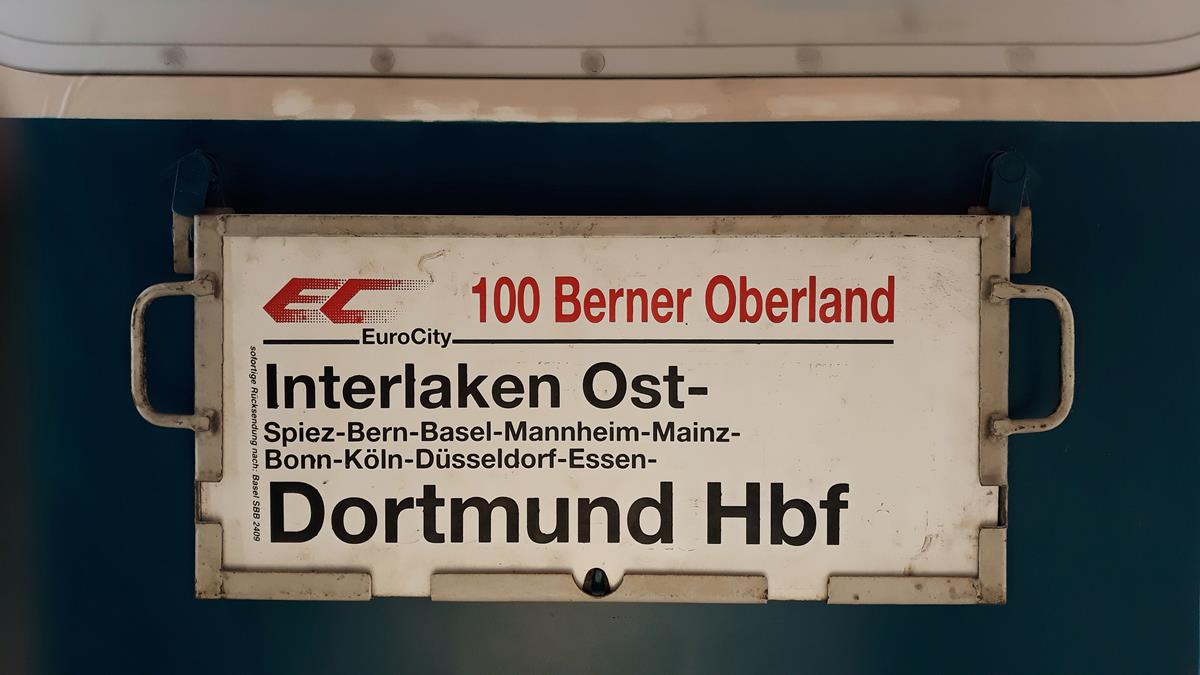 EC 100 Berner Oberland
EuroCity
Interlaken Ost-
Spiez-Bern-Basel-Mannheim-Mainz-
Bonn-Köln-Düsseldorf-Essen-
Dortmund Hbf
sofortige Rücksendung nach: Basel SBB 2409